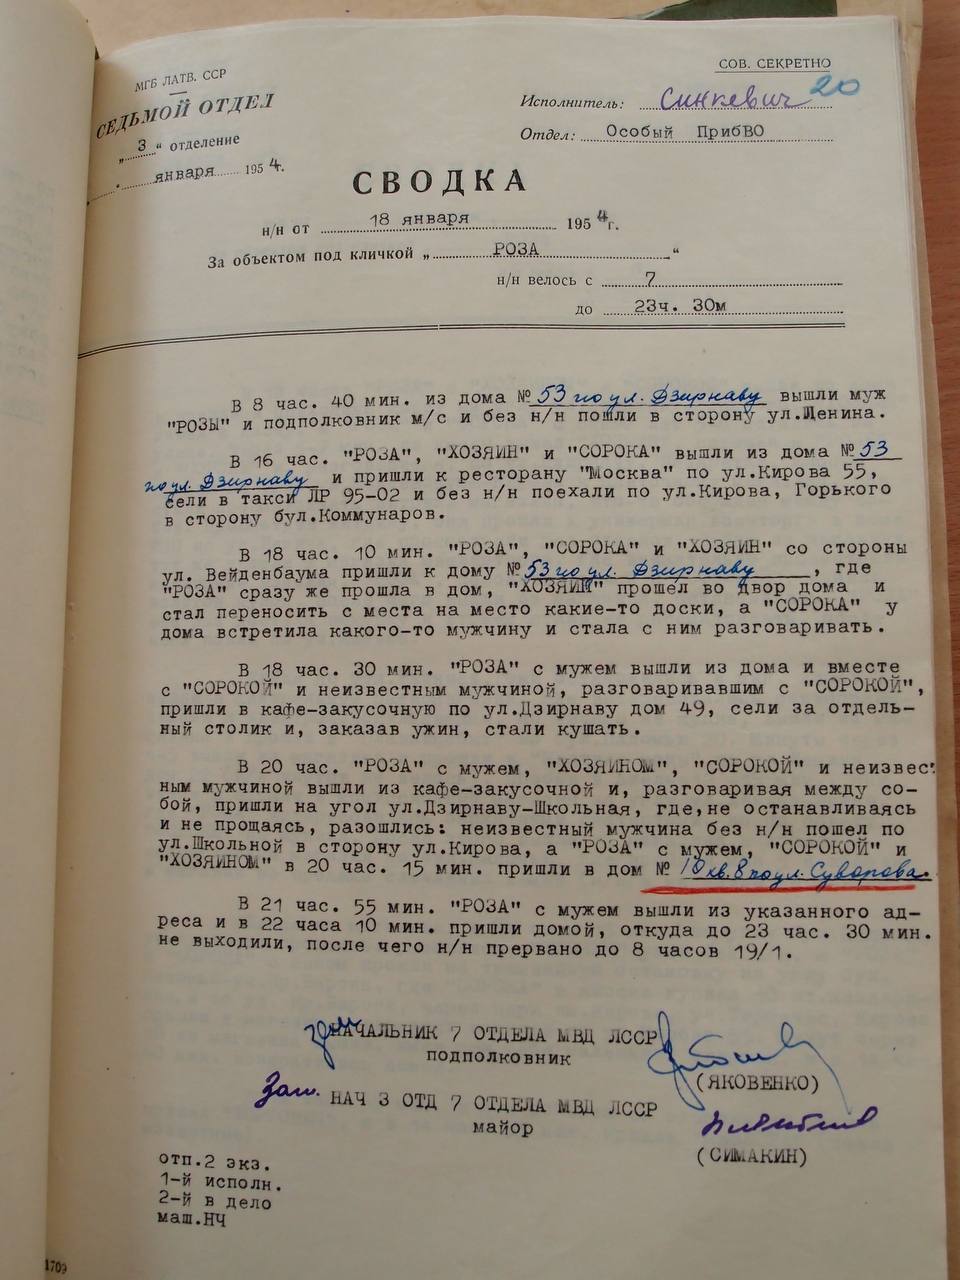 МГБ ЛАТВ. ССР
СЕДЬМОЙ ОТДЕЛ
„3“ отделение
января 1954г.
СОВ. СЕКРЕТНО
20
Исполнитель: Синкевич
Отдел: Особый ПрибВО
СВОДКА
н/н от 18 января 1954г.
За объектом под кличкой „РОЗА“
н/н велось с 7
до 23ч. 30м
В 8 час. 40 мин. из дома № 53 по ул. Дзирнаву вышли муж
"РОЗЫ" и подполковник м/с и без н/н пошли в сторону ул.Ленина.
В 16 час. "РОЗА", "ХОЗЯИН" и "СОРОКА" вышли из дома № 53
по ул. Дзирнаву и пришли к ресторану "Москва" по ул.Кирова 55,
сели в такси ЛР 95-02 и без н/н поехали по ул.Кирова, Горького
в сторону бул.Коммунаров.
В 18 час. 10 мин. "РОЗА", "СОРОКА" и "ХОЗЯИН" со стороны
ул. Вейденбаума пришли к дому № 53 по ул. Дзирнаву, где
"РОЗА" сразу же прошла в дом, "ХОЗЯИН" прошел во двор дома и
стал переносить с места на место какие-то доски, а "СОРОКА" у
дома встретила какого-то мужчину и стала с ним разговаривать.
В 18 час. 30 мин. "РОЗА" с мужем вышли из дома и вместе
с "СОРОКОЙ" и неизвестным мужчиной, разговаривавшим с "СОРОКОЙ",
пришли в кафе-закусочную по ул.Дзирнаву дом 49, сели за отдель-
ный столик и, заказав ужин, стали кушать.
В 20 час. "РОЗА" с мужем, "ХОЗЯИНОМ", "СОРОКОЙ" и неизвес
ным мужчиной вышли из кафе-закусочной и, разговаривая между со-
бой, пришли на угол ул.Дзирнаву-Школьная, где, не останавливаясь
и не прощаясь, разошлись: неизвестный мужчина без н/н пошел по
ул.Школьной в сторону ул.Кирова, а "РОЗА" с мужем, "СОРОКОЙ" и
"ХОЗЯИНОМ" в 20 час. 15 мин. пришли в дом № 10 кв. 8 по ул. Суворова.
В 21 час. 55 мин. "РОЗА" с мужем вышли из указанного ад-
реса и в 22 часа 10 мин. пришли домой, откуда до 23 час. 30 мин.
не выходили, после чего н/н прервано до 8 часов 19/1.
НАЧАЛЬНИК 7 ОТДЕЛА МВД ЛССР
подполковник
(ЯКОВЕНКО)
Зам. НАЧ 3 ОТД 7 ОТДЕЛА МВД ЛССР
майор
(СИМАКИН)
отп.2 экз.
1-й исполн.
2-й в дело
маш.НЧ
1709